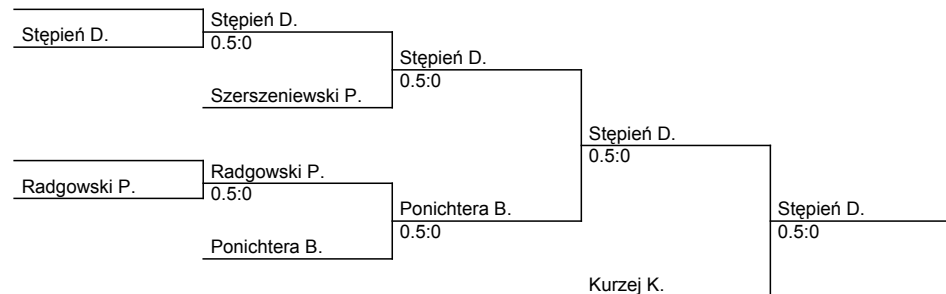 Stępień D.
Stępień D.
0.5:0
Szerszeniewski P.
Stępień D.
0.5:0
Radgowski P.
Radgowski P.
0.5:0
Ponichtera B.
Ponichtera B.
0.5:0
Stępień D.
0.5:0
Kurzej K.
Stępień D.
0.5:0